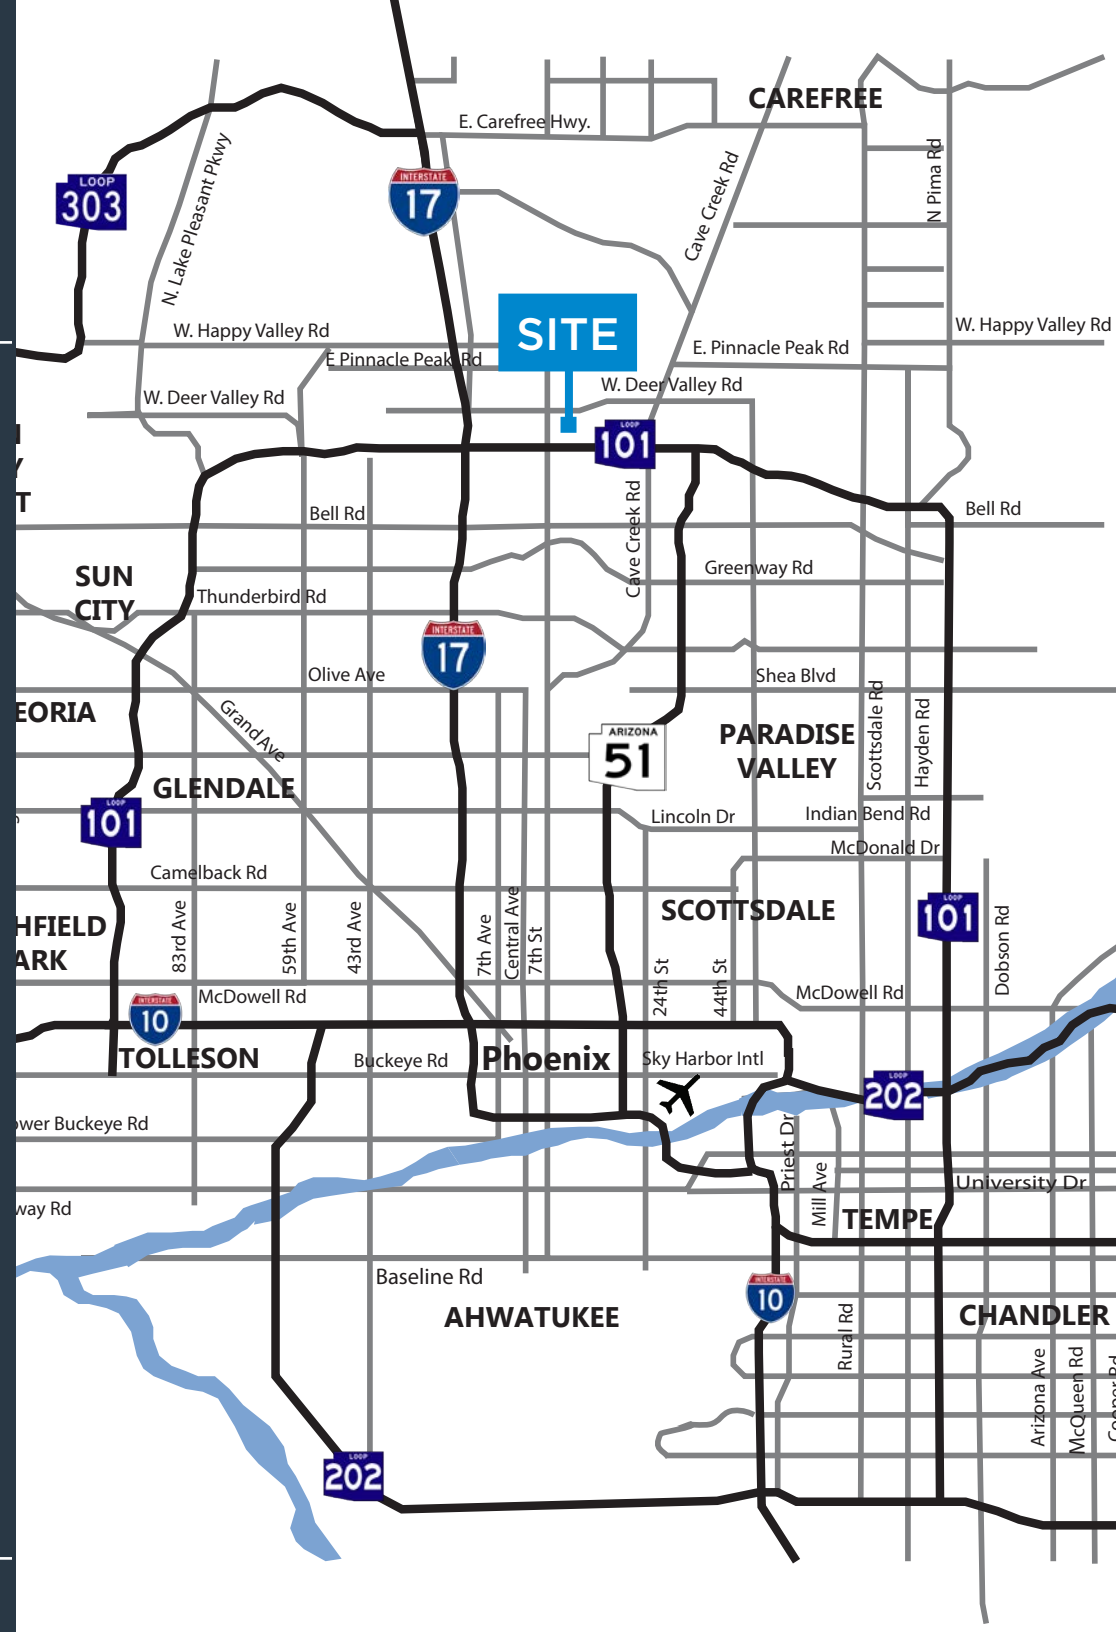 CAREFREE
E. Carefree Hwy.
N. Lake Pleasant Pkwy
Cave Creek Rd
N Pima Rd
LOOP
303
INTERSTATE
17
SITE
W. Happy Valley Rd
W. Happy Valley Rd
E Pinnacle Peak Rd
E. Pinnacle Peak Rd
W. Deer Valley Rd
W. Deer Valley Rd
LOOP
101
Y
T
Bell Rd
Bell Rd
Cave Creek Rd
Greenway Rd
SUN
CITY
Thunderbird Rd
INTERSTATE
17
Olive Ave
Shea Blvd
EORIA
Grand Ave
ARIZONA
51
PARADISE
VALLEY
Scottsdale Rd
Hayden Rd
GLENDALE
LOOP
101
Lincoln Dr
Indian Bend Rd
McDonald Dr
Camelback Rd
SCOTTSDALE
LOOP
101
HFIELD
ARK
83rd Ave
59th Ave
43rd Ave
7th Ave
Central Ave
7th St
24th St
44th St
Dobson Rd
McDowell Rd
McDowell Rd
INTERSTATE
10
TOLLESON
Buckeye Rd
Phoenix
Sky Harbor Intl
LOOP
202
ower Buckeye Rd
Priest Dr
Mill Ave
University Dr
way Rd
TEMPE
Baseline Rd
INTERSTATE
10
AHWATUKEE
CHANDLER
Rural Rd
Arizona Ave
McQueen Rd
Cooper Rd
LOOP
202